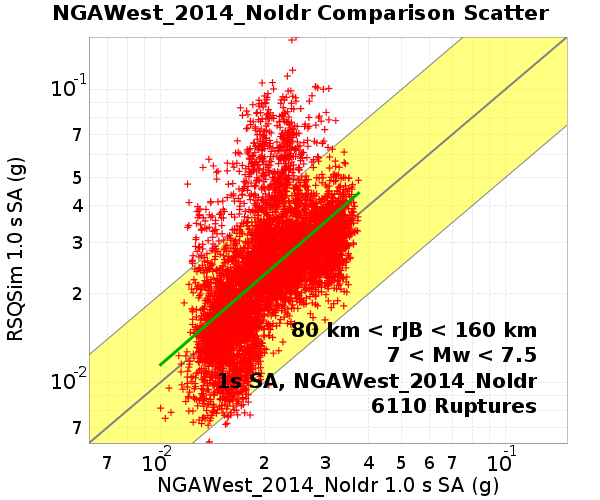 NGAWest_2014_NoIdr Comparison Scatter
10-1
7
5
4
3
2
10-2
7
RSQSim 1.0 s SA (g)
80 km < rJB < 160 km
7 < Mw < 7.5
1s SA, NGAWest_2014_NoIdr
6110 Ruptures
7 10-2 2 3 4 5 6 7 10-1
NGAWest_2014_NoIdr 1.0 s SA (g)